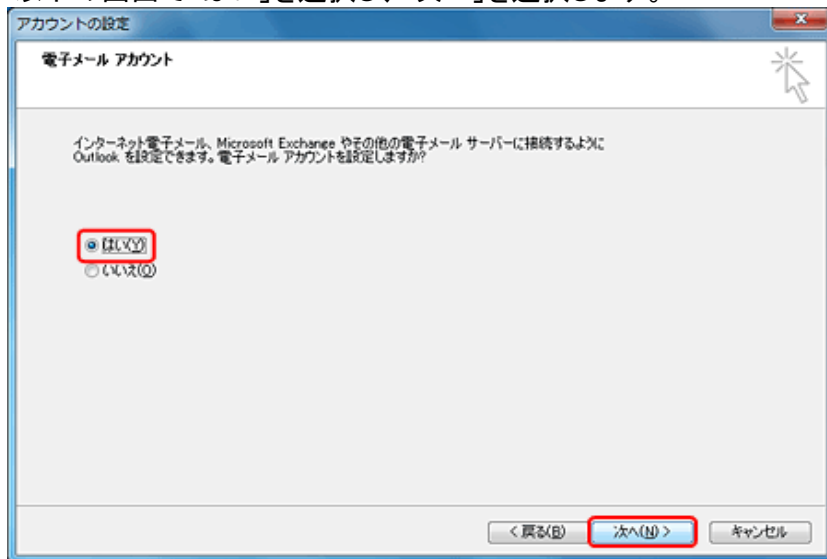 アカウントの設定
電子メール アカウント
インターネット電子メール、Microsoft Exchange やその他の電子メール サーバーに接続するように
Outlook を設定できます。電子メール アカウントを設定しますか?
はい(Y)
いいえ(O)
< 戻る(B)
次へ(N) >
キャンセル